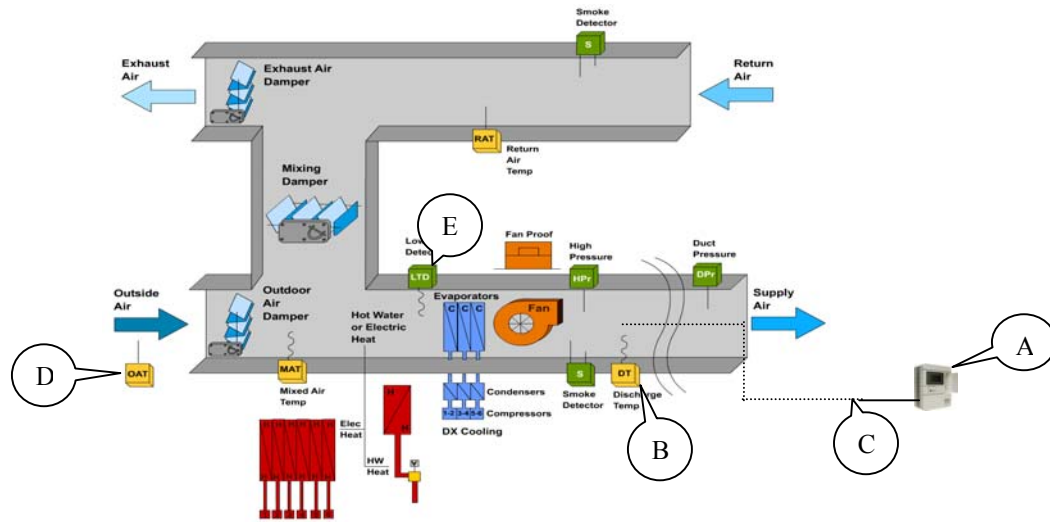 Smoke
Detector
S
Exhaust
Air
Exhaust Air
Damper
Return
Air
RAT
Return
Air
Temp
Mixing
Damper
E
Fan Proof
High
Pressure
Duct
Pressure
LTD
HPr
DPr
Outside
Air
Outdoor
Air
Damper
Evaporators
C C C
Fan
Supply
Air
Hot Water
or Electric
Heat
A
D
OAT
MAT
Mixed Air
Temp
S
Smoke
Detector
DT
Discharge
Temp
Condensers
1-2 3-4 5-6
Compressors
DX Cooling
B
C
Elec
Heat
HW
Heat
H
H
V